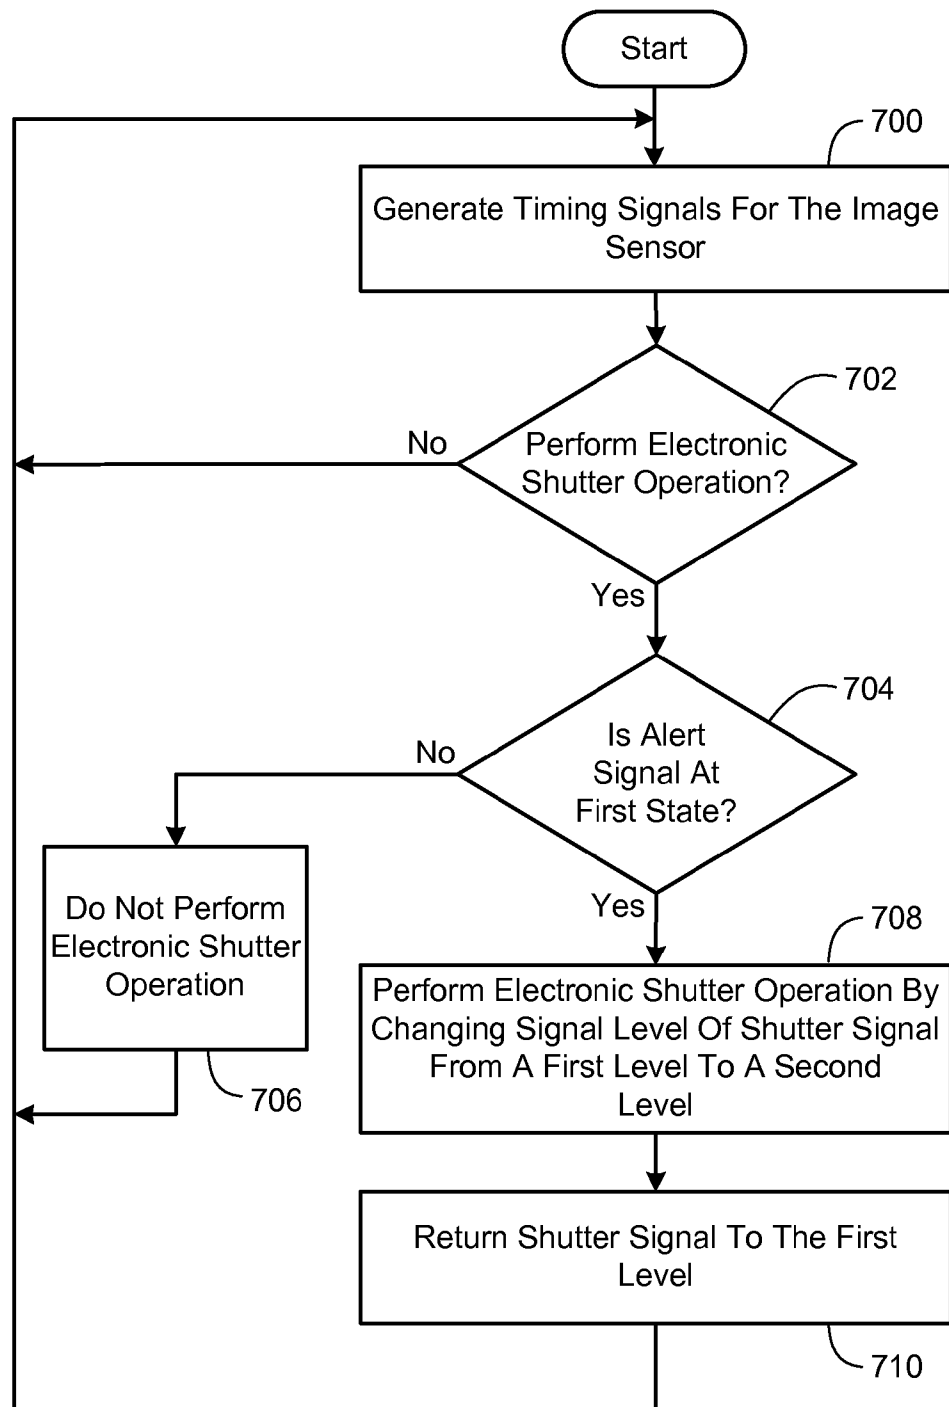 Start
700
Generate Timing Signals For The Image
Sensor
702
No
Perform Electronic
Shutter Operation?
Yes
704
No
Is Alert
Signal At
First State?
Yes
Do Not Perform
Electronic Shutter
Operation
706
708
Perform Electronic Shutter Operation By
Changing Signal Level Of Shutter Signal
From A First Level To A Second
Level
Return Shutter Signal To The First
Level
710